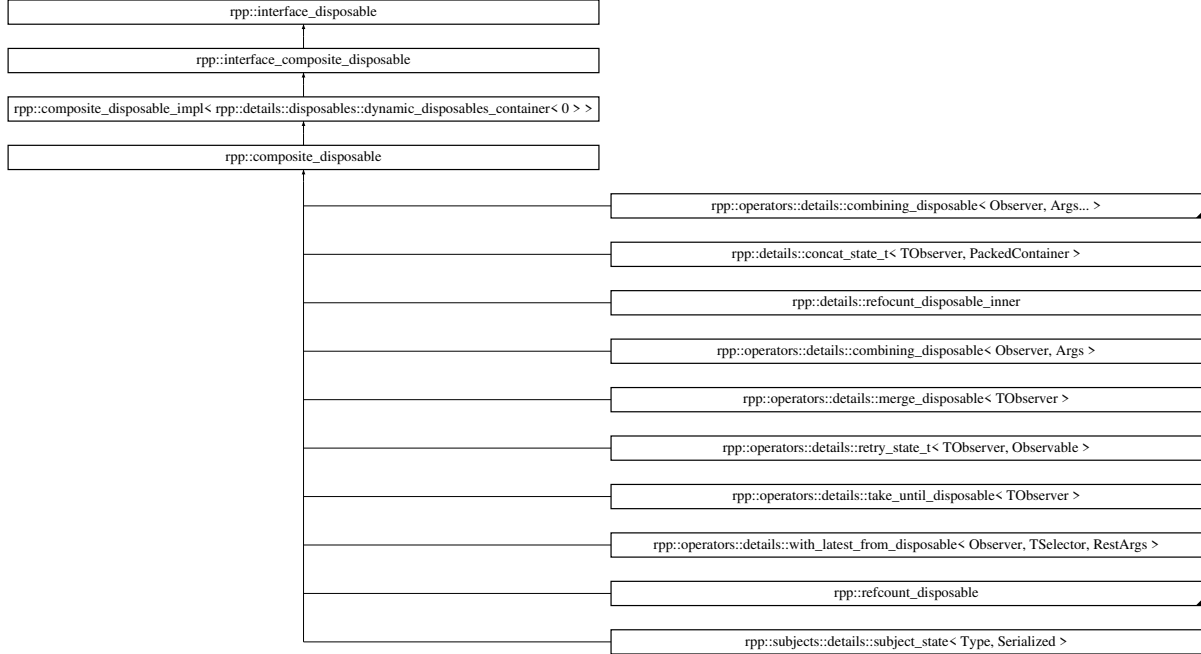 rpp::interface_disposable
rpp::interface_composite_disposable
rpp::composite_disposable_impl< rpp::details::disposables::dynamic_disposables_container< 0 > >
rpp::composite_disposable
rpp::operators::details::combining_disposable< Observer, Args... >
rpp::details::concat_state_t< TObserver, PackedContainer >
rpp::details::refocunt_disposable_inner
rpp::operators::details::combining_disposable< Observer, Args >
rpp::operators::details::merge_disposable< TObserver >
rpp::operators::details::retry_state_t< TObserver, Observable >
rpp::operators::details::take_until_disposable< TObserver >
rpp::operators::details::with_latest_from_disposable< Observer, TSelector, RestArgs >
rpp::refcount_disposable
rpp::subjects::details::subject_state< Type, Serialized >